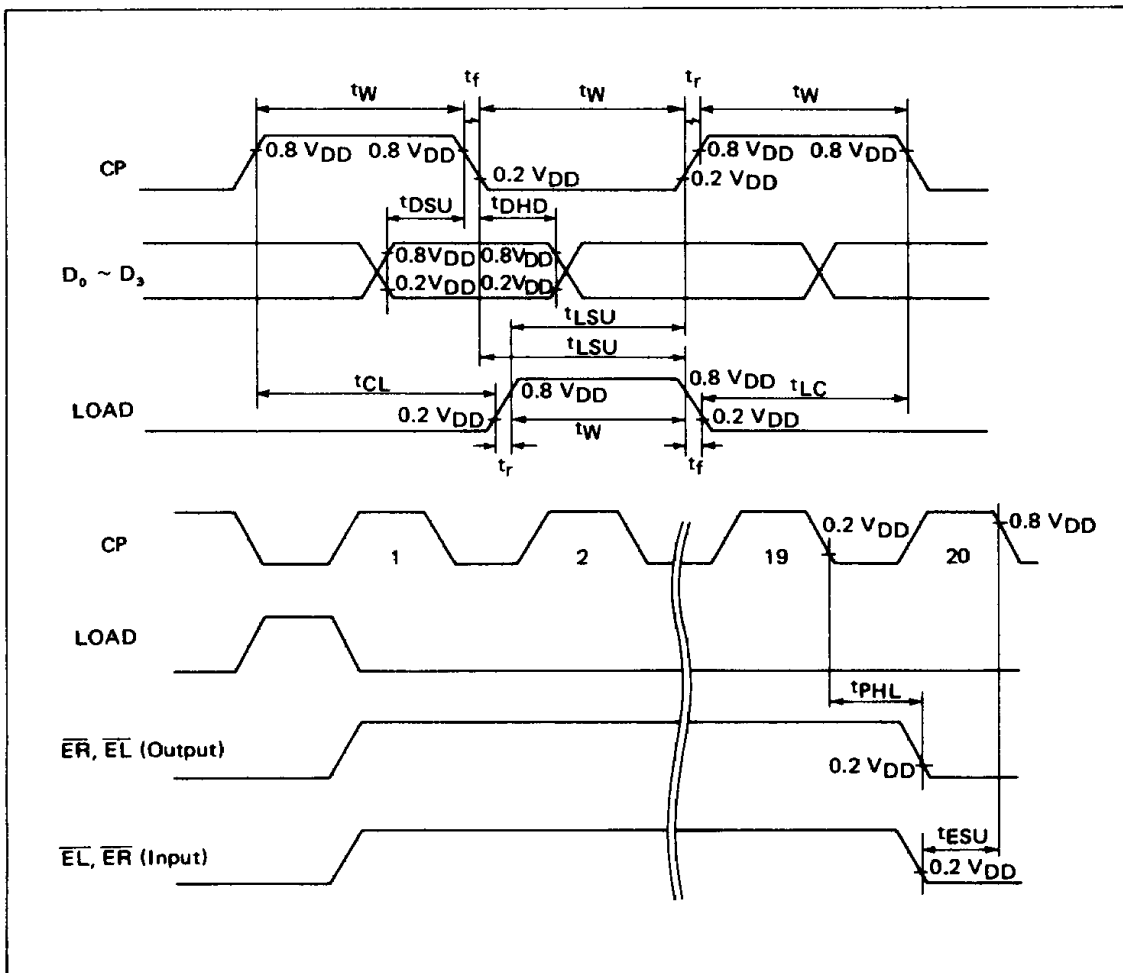 tf tr
tW tW tW
CP 0.8 VDD 0.8 VDD 0.8 VDD 0.8 VDD
0.2 VDD 0.2 VDD
tDSU tDHD
D0 ~ D3 0.8VDD 0.8VDD
0.2VDD 0.2VDD
tLSU
tLSU
tCL 0.8 VDD tLC
LOAD 0.2 VDD 0.8 VDD 0.2 VDD
tW
tr tf
CP 1 2 19 0.2 VDD 20 0.8 VDD
LOAD
tPHL
E̅R̅, E̅L̅ (Output)
0.2 VDD
tESU
E̅L̅, E̅R̅ (Input)
0.2 VDD